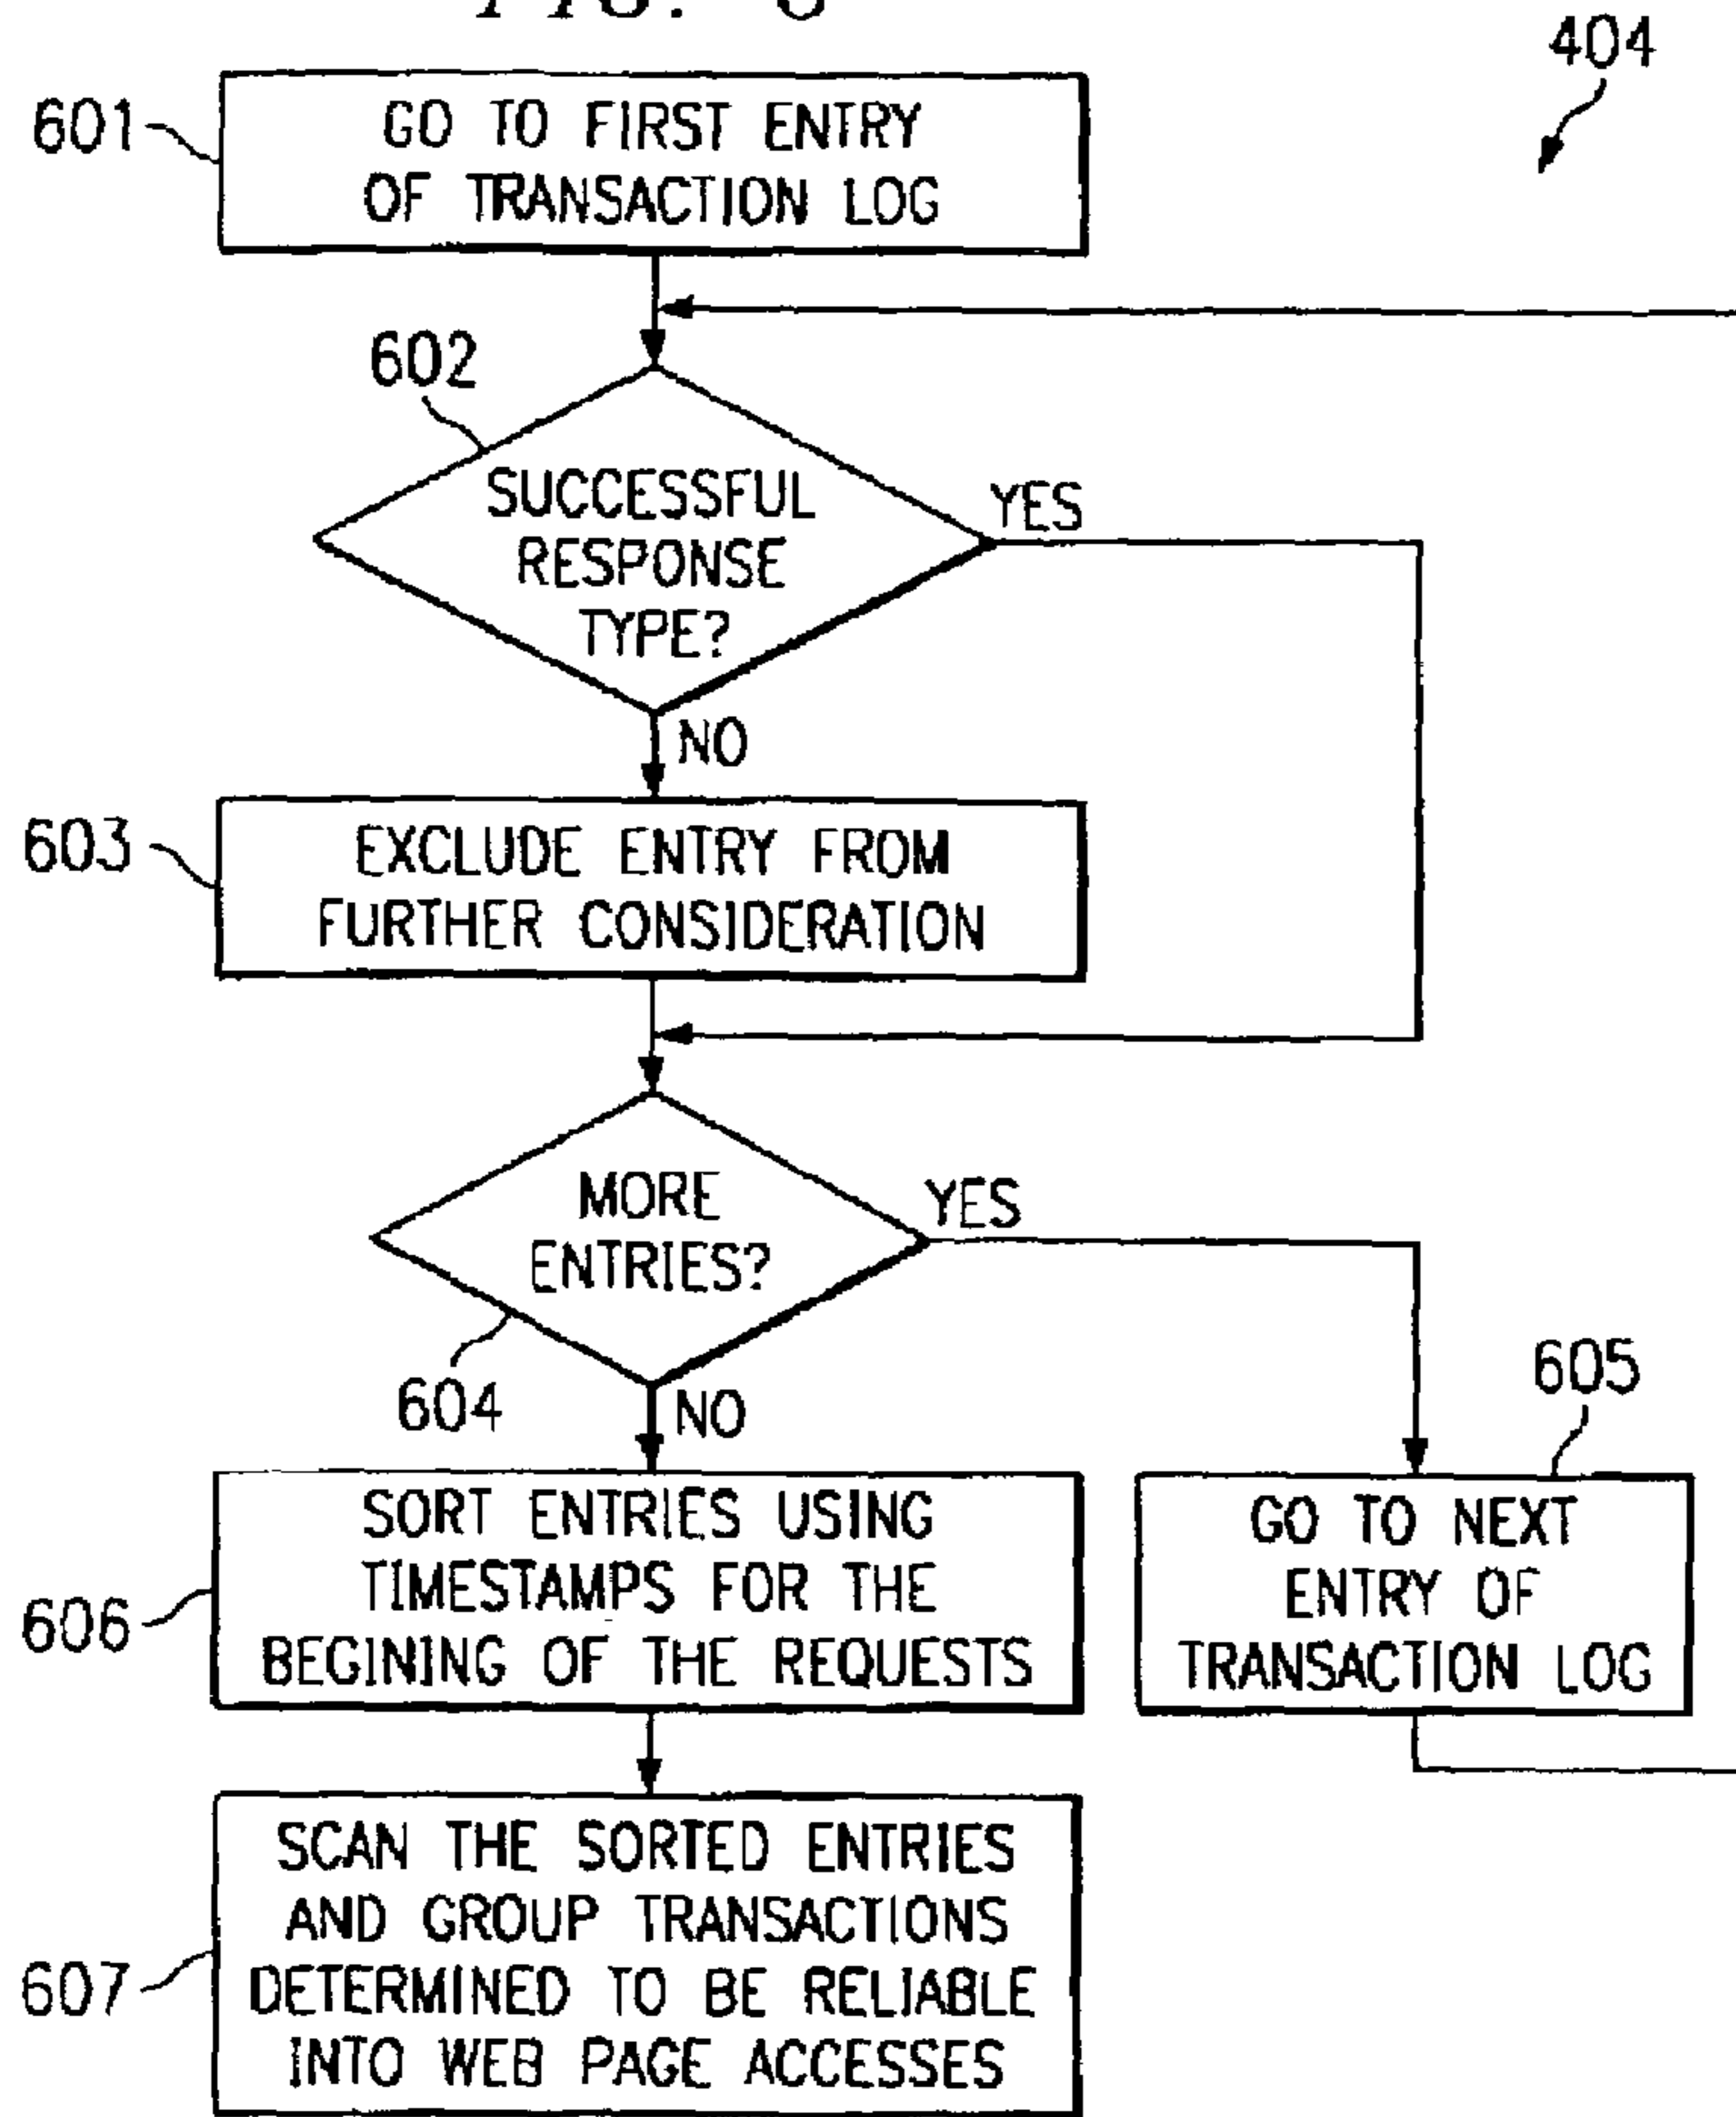 FIG.
404
601
GO TO FIRST ENTRY
OF TRANSACTION LOG
602
SUCCESSFUL
RESPONSE
TYPE?
YES
NO
603
EXCLUDE ENTRY FROM
FURTHER CONSIDERATION
MORE
ENTRIES?
YES
604
NO
605
606
SORT ENTRIES USING
TIMESTAMPS FOR THE
BEGINING OF THE REQUESTS
GO TO NEXT
ENTRY OF
TRANSACTION LOG
607
SCAN THE SORTED ENTRIES
AND GROUP TRANSACTIONS
DETERMINED TO BE RELIABLE
INTO WEB PAGE ACCESSES